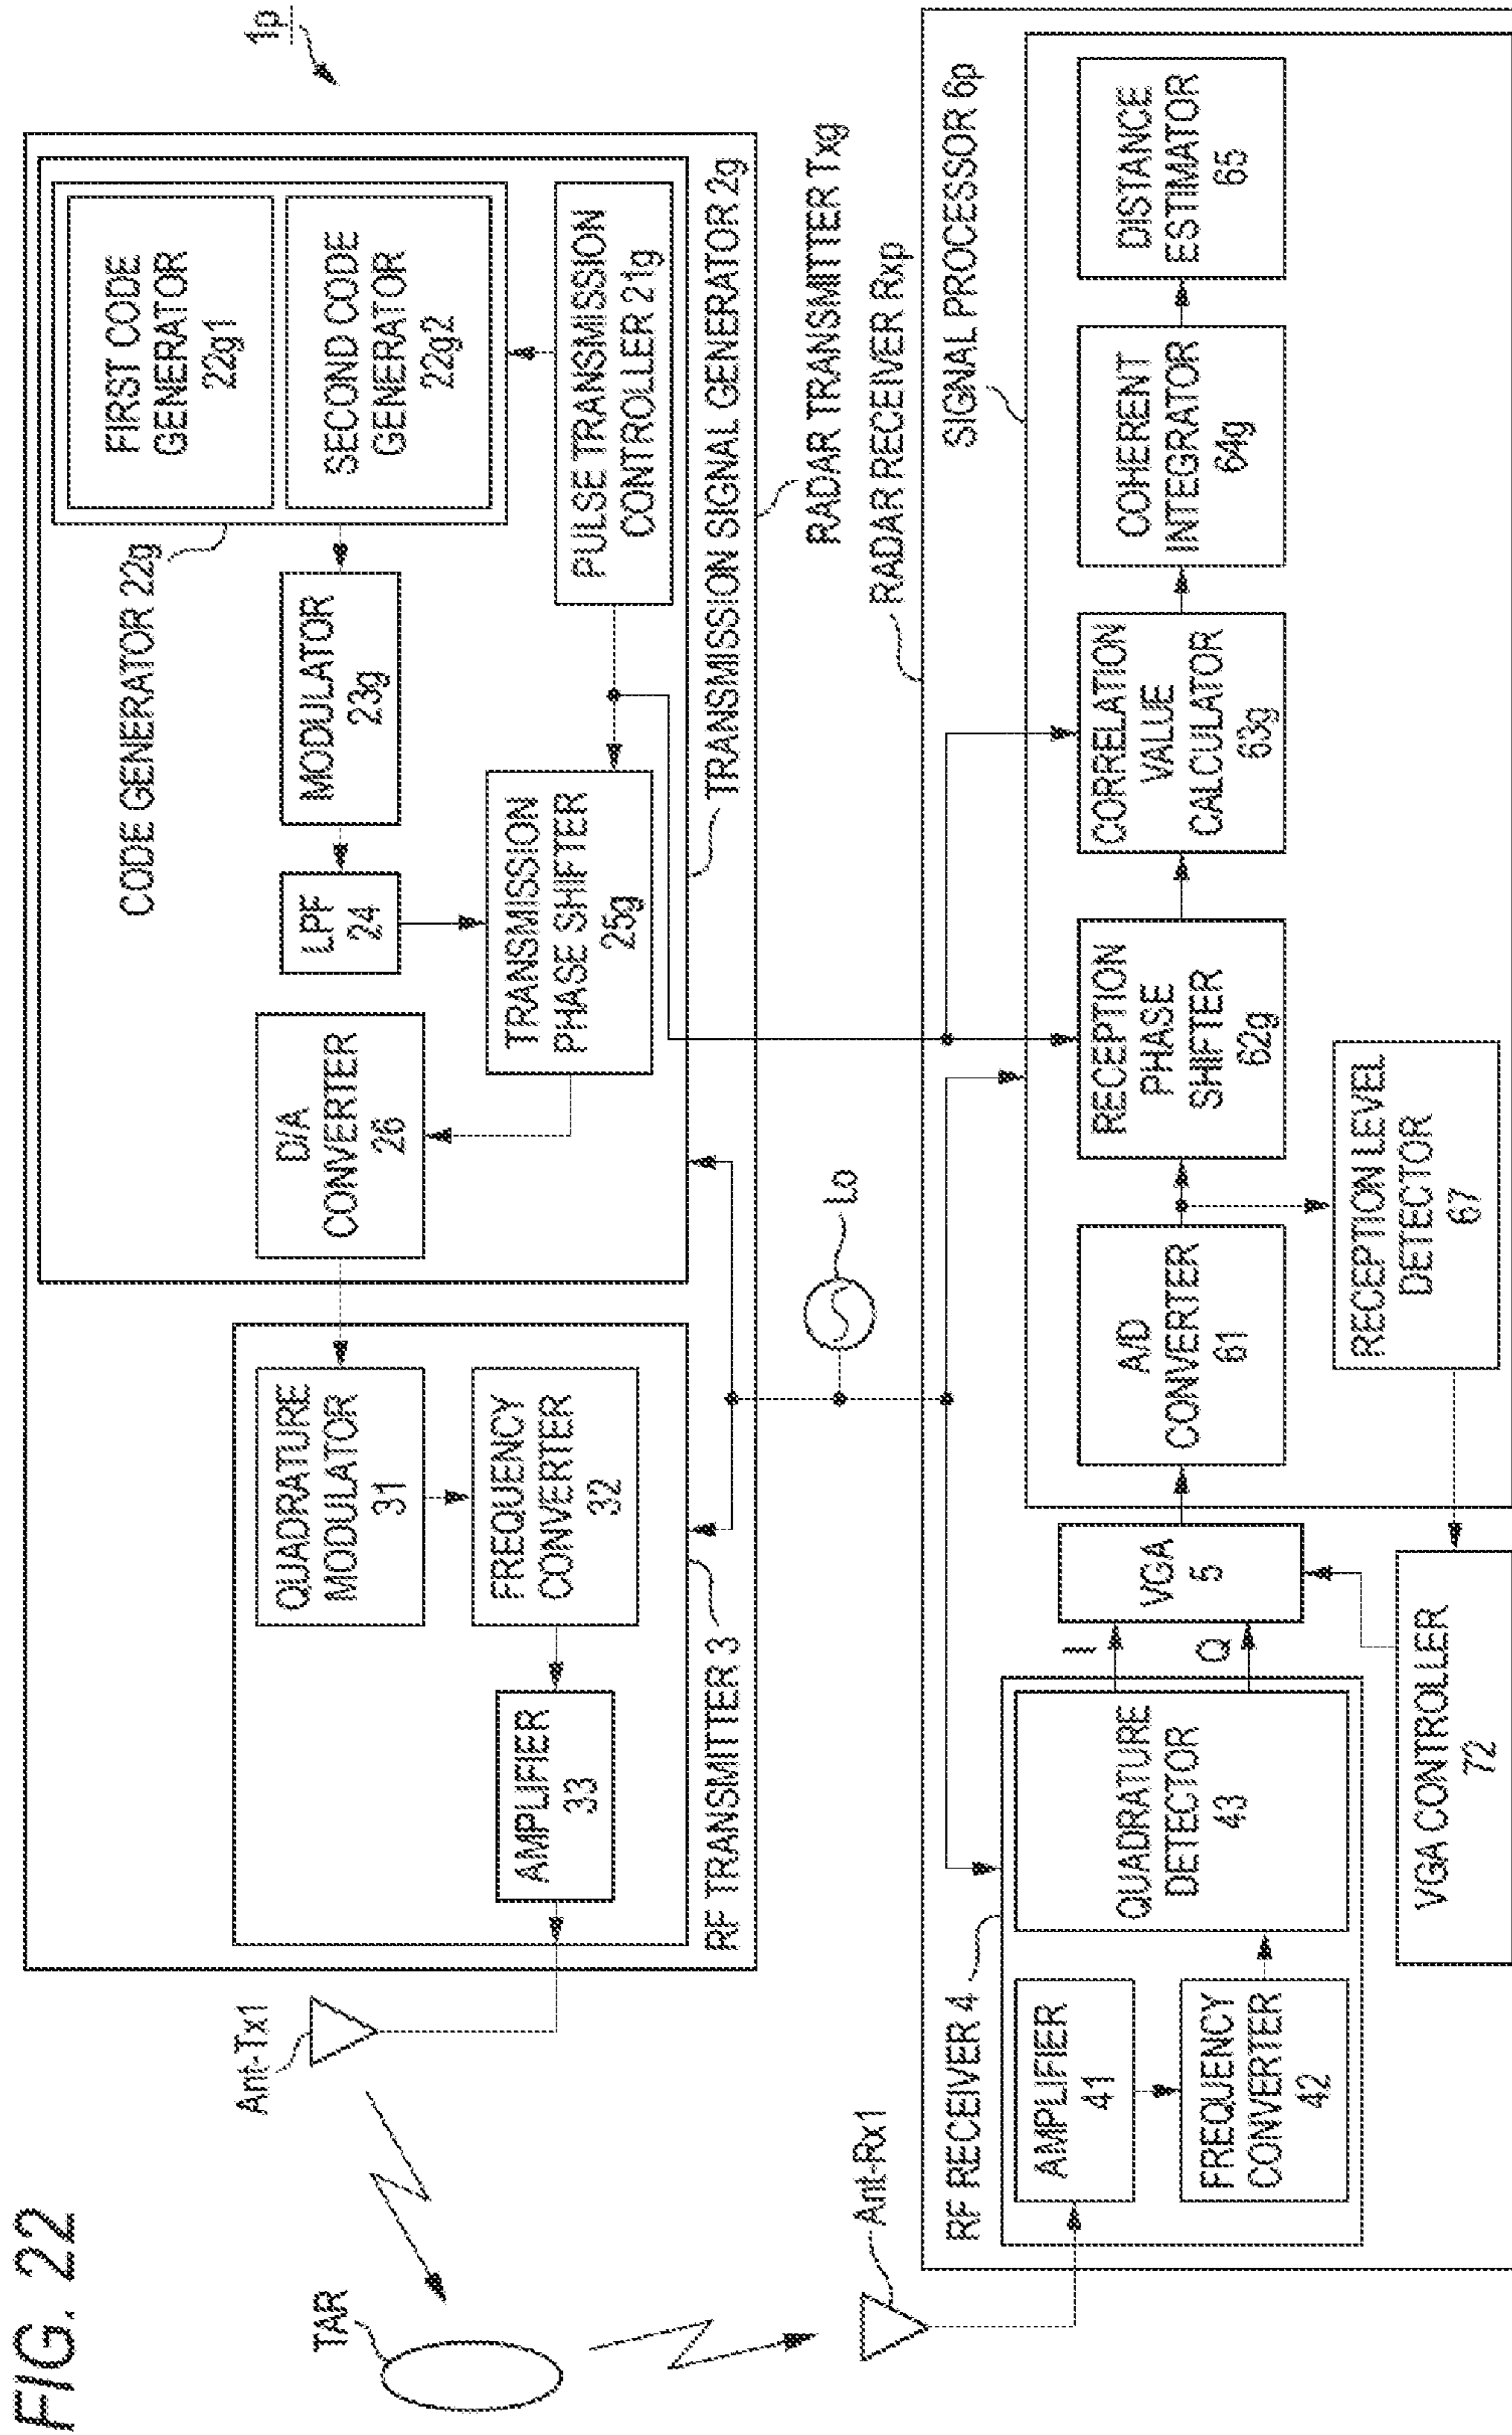 FIG. 22
1p
TAR
Ant-Tx1
Ant-Rx1
RADAR TRANSMITTER Txg
TRANSMISSION SIGNAL GENERATOR 2g
CODE GENERATOR 22g
FIRST CODE
GENERATOR
22g1
SECOND CODE
GENERATOR
22g2
PULSE TRANSMISSION
CONTROLLER 21g
MODULATOR
23g
LPF
24
TRANSMISSION
PHASE SHIFTER
25g
D/A
CONVERTER
26
QUADRATURE
MODULATOR
31
FREQUENCY
CONVERTER
32
AMPLIFIER
33
RF TRANSMITTER 3
Lo
RADAR RECEIVER Rxp
RF RECEIVER 4
AMPLIFIER
41
FREQUENCY
CONVERTER
42
QUADRATURE
DETECTOR
43
I
Q
VGA
5
VGA CONTROLLER
72
SIGNAL PROCESSOR 6p
A/D
CONVERTER
61
RECEPTION
PHASE
SHIFTER
62g
CORRELATION
VALUE
CALCULATOR
63g
COHERENT
INTEGRATOR
64g
DISTANCE
ESTIMATOR
65
RECEPTION LEVEL
DETECTOR
67